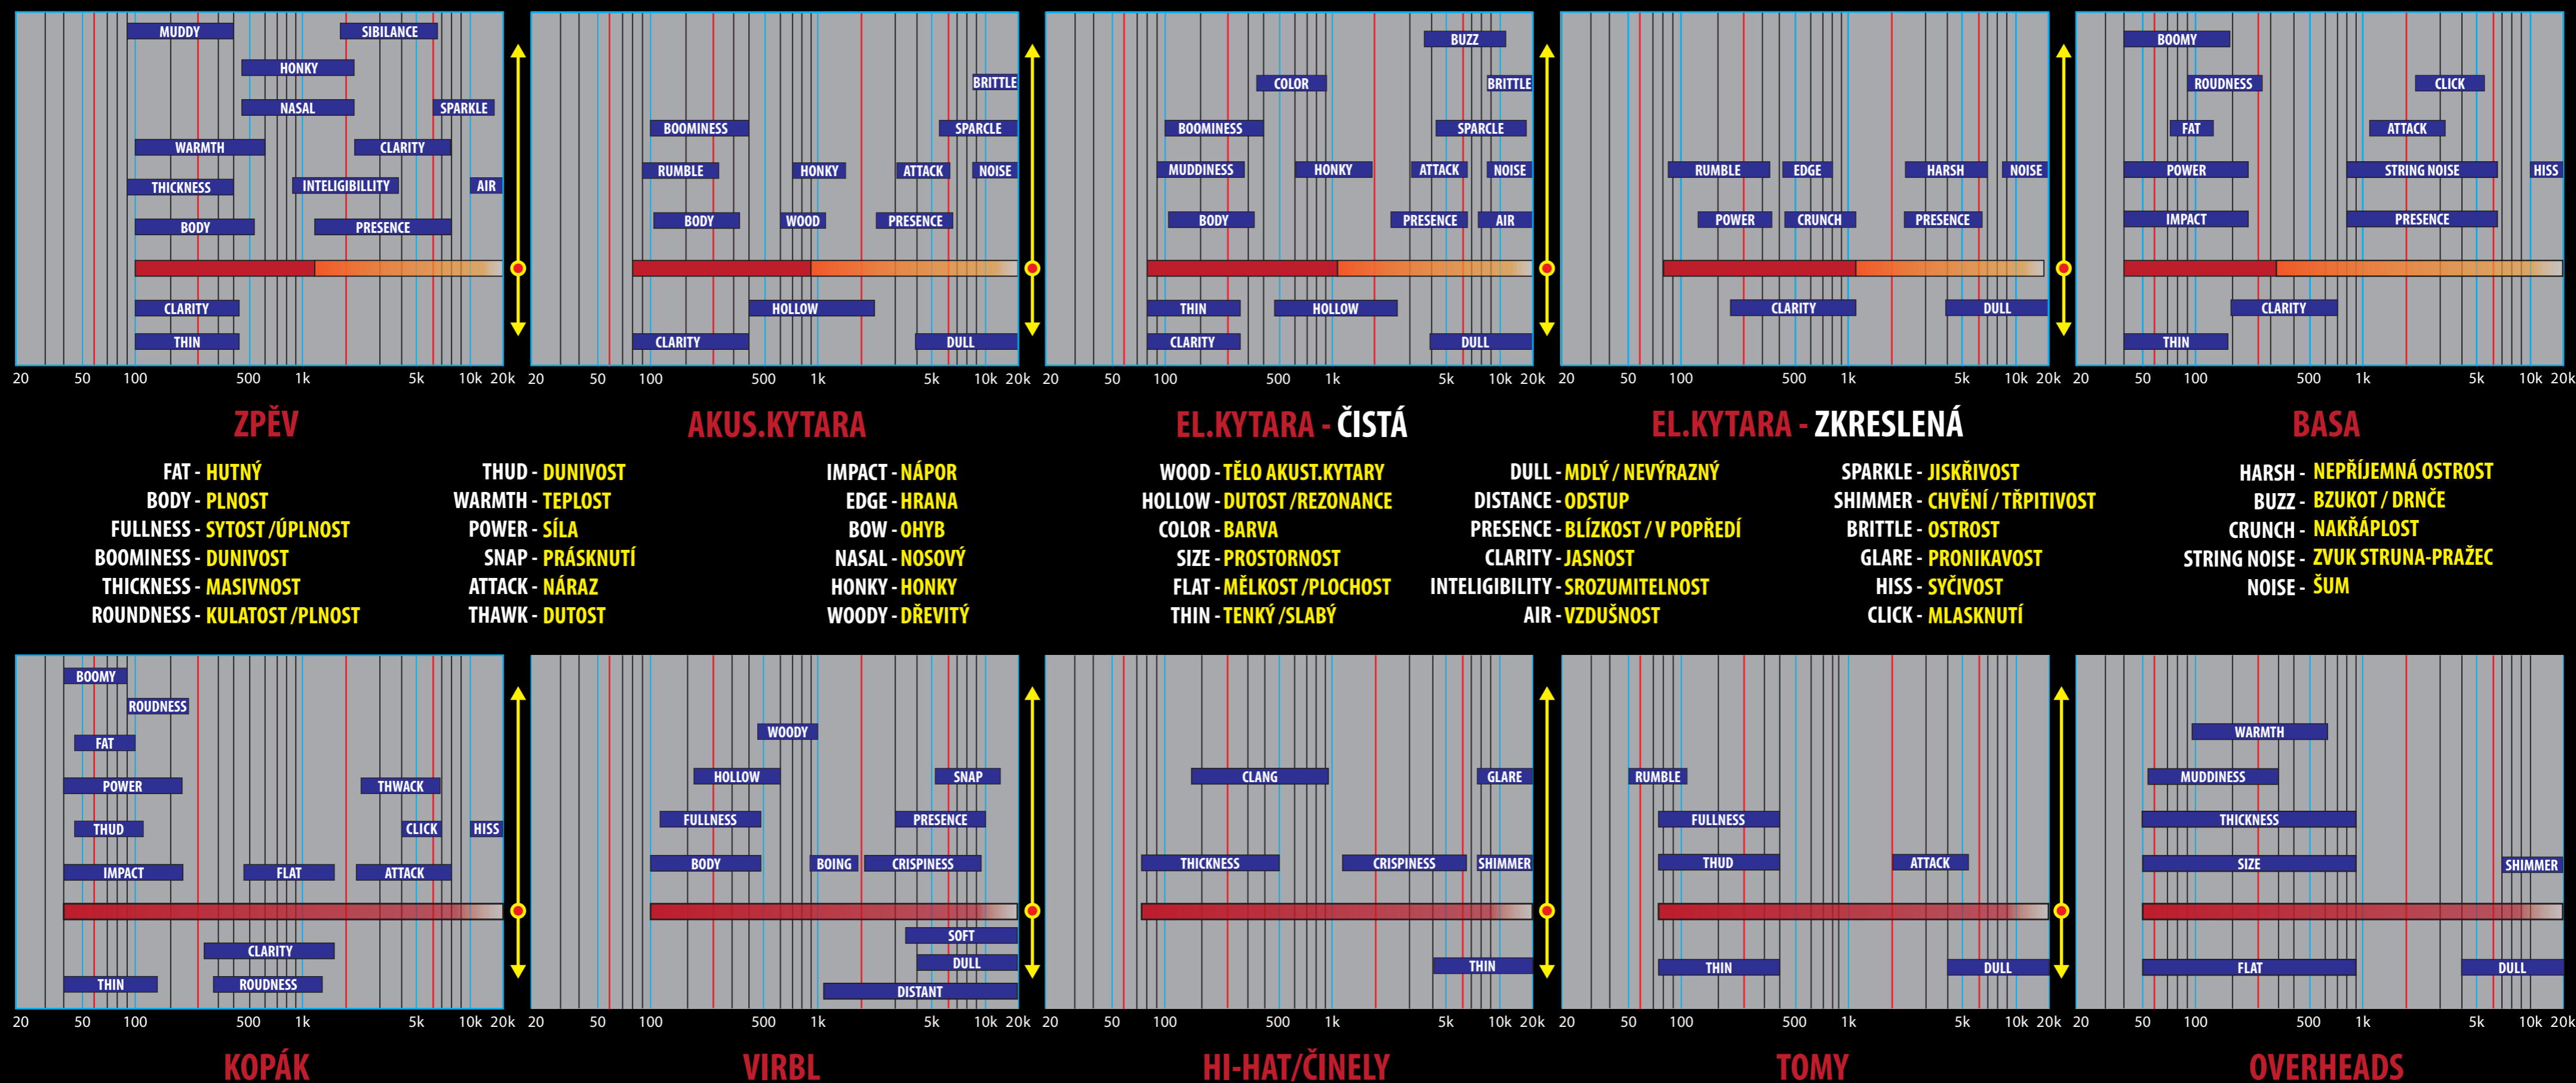 MUDDY SIBILANCE
HONKY
NASAL SPARKLE
WARMTH CLARITY
THICKNESS INTELIGIBILLITY AIR
BODY PRESENCE
CLARITY
THIN
20 50 100 500 1k 5k 10k 20k
ZPĚV
BRITTLE
BOOMINESS SPARCLE
RUMBLE HONKY ATTACK NOISE
BODY WOOD PRESENCE
HOLLOW
CLARITY DULL
20 50 100 500 1k 5k 10k 20k
AKUS.KYTARA
BUZZ
COLOR BRITTLE
BOOMINESS SPARCLE
MUDDINESS HONKY ATTACK NOISE
BODY PRESENCE AIR
THIN HOLLOW
CLARITY DULL
20 50 100 500 1k 5k 10k 20k
EL.KYTARA - ČISTÁ
RUMBLE EDGE HARSH NOISE
POWER CRUNCH PRESENCE
CLARITY DULL
20 50 100 500 1k 5k 10k 20k
EL.KYTARA - ZKRESLENÁ
BOOMY
ROUDNESS CLICK
FAT ATTACK
POWER STRING NOISE HISS
IMPACT PRESENCE
CLARITY
THIN
20 50 100 500 1k 5k 10k 20k
BASA
FAT - HUTNÝ
BODY - PLNOST
FULLNESS - SYTOST /ÚPLNOST
BOOMINESS - DUNIVOST
THICKNESS - MASIVNOST
ROUNDNESS - KULATOST /PLNOST
THUD - DUNIVOST
WARMTH - TEPLOST
POWER - SÍLA
SNAP - PRÁSKNUTÍ
ATTACK - NÁRAZ
THAWK - DUTOST
IMPACT - NÁPOR
EDGE - HRANA
BOW - OHYB
NASAL - NOSOVÝ
HONKY - HONKY
WOODY - DŘEVITÝ
WOOD - TĚLO AKUST.KYTARY
HOLLOW - DUTOST /REZONANCE
COLOR - BARVA
SIZE - PROSTORNOST
FLAT - MĚLKOST /PLOCHOST
THIN - TENKÝ /SLABÝ
DULL - MDLÝ / NEVÝRAZNÝ
DISTANCE - ODSTUP
PRESENCE - BLÍZKOST / V POPŘEDÍ
CLARITY - JASNOST
INTELIGIBILITY - SROZUMITELNOST
AIR - VZDUŠNOST
SPARKLE - JISKŘIVOST
SHIMMER - CHVĚNÍ / TŘPITIVOST
BRITTLE - OSTROST
GLARE - PRONIKAVOST
HISS - SYČIVOST
CLICK - MLASKNUTÍ
HARSH - NEPŘÍJEMNÁ OSTROST
BUZZ - BZUKOT / DRNČE
CRUNCH - NAKŘÁPLOST
STRING NOISE - ZVUK STRUNA-PRAŽEC
NOISE - ŠUM
BOOMY
ROUDNESS
FAT
POWER THWACK
THUD CLICK HISS
IMPACT FLAT ATTACK
CLARITY
THIN ROUDNESS
20 50 100 500 1k 5k 10k 20k
KOPÁK
WOODY
HOLLOW SNAP
FULLNESS PRESENCE
BODY BOING CRISPINESS
SOFT
DULL
DISTANT
20 50 100 500 1k 5k 10k 20k
VIRBL
CLANG GLARE
THICKNESS CRISPINESS SHIMMER
THIN
20 50 100 500 1k 5k 10k 20k
HI-HAT/ČINELY
RUMBLE
FULLNESS
THUD ATTACK
THIN DULL
20 50 100 500 1k 5k 10k 20k
TOMY
WARMTH
MUDDINESS
THICKNESS
SIZE SHIMMER
FLAT DULL
20 50 100 500 1k 5k 10k 20k
OVERHEADS